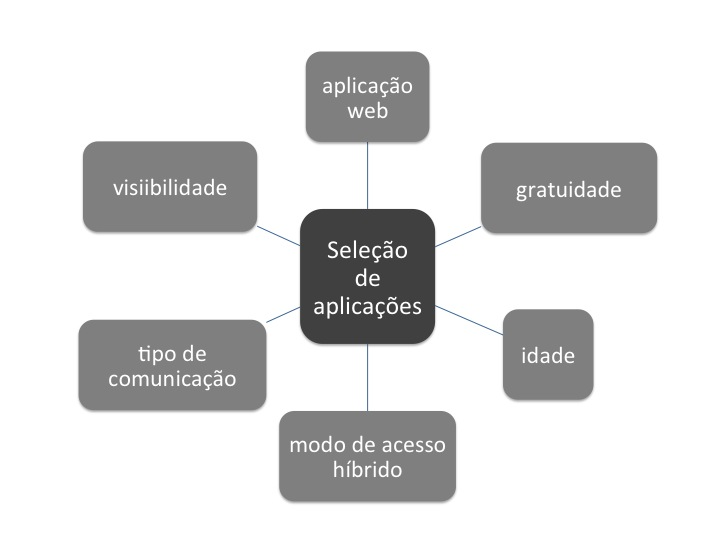 aplicação
web
visiibilidade
gratuidade
Seleção
de
aplicações
tipo de
comunicação
idade
modo de acesso
híbrido